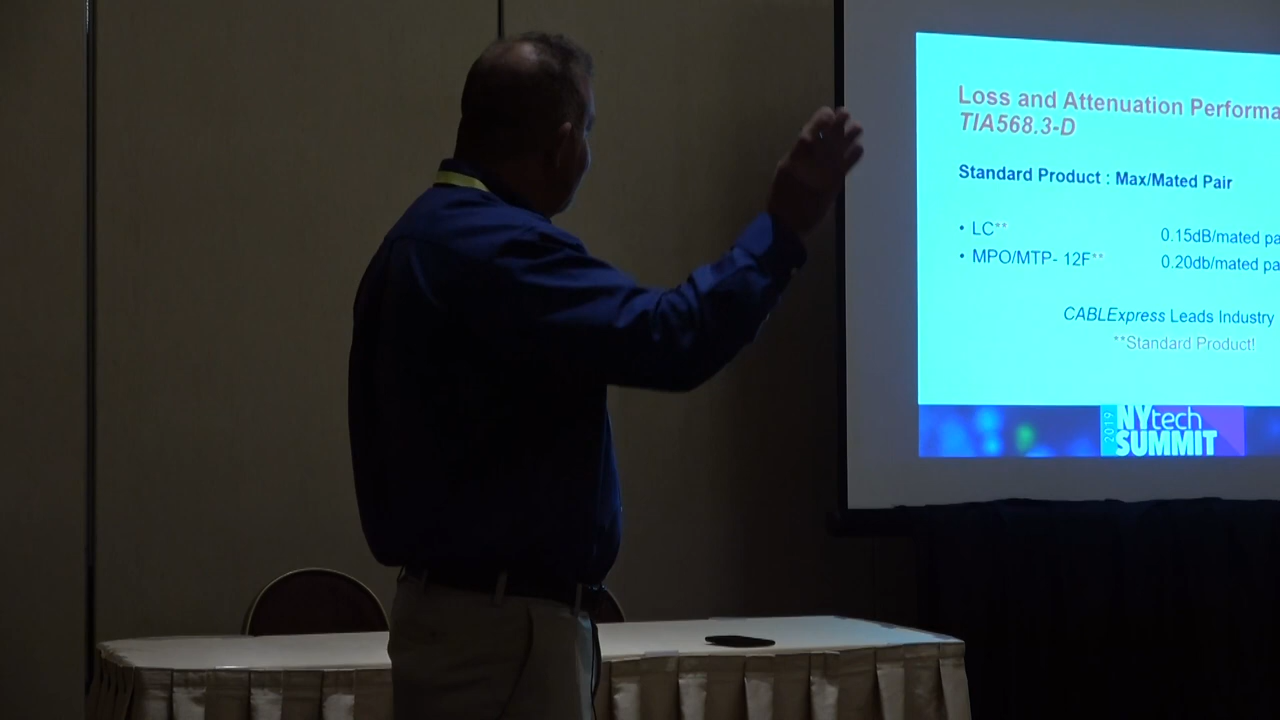 Loss and Attenuation Performa
TIA568.3-D
Standard Product : Max/Mated Pair
• LC** 0.15dB/mated pa
• MPO/MTP- 12F** 0.20db/mated pa
CABLExpress Leads Industry
**Standard Product!
2019 NYtech
SUMMIT